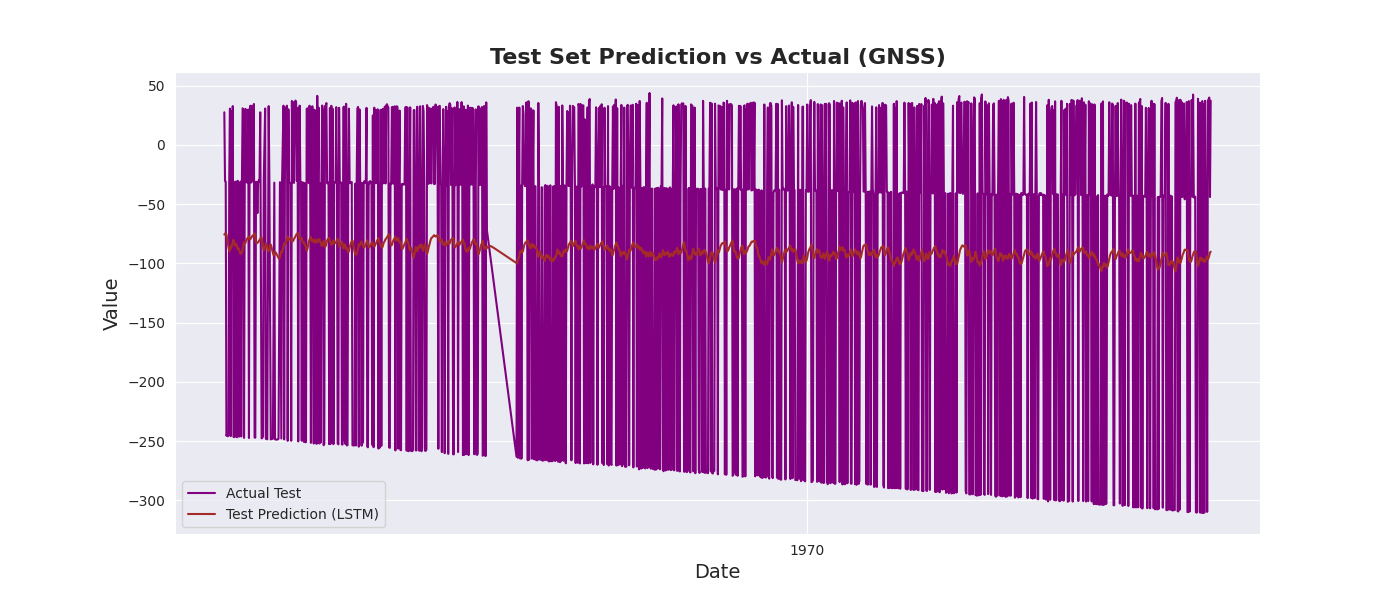 Test Set Prediction vs Actual (GNSS)
Value
50
0
−50
−100
−150
−200
−250
−300
Actual Test
Test Prediction (LSTM)
1970
Date